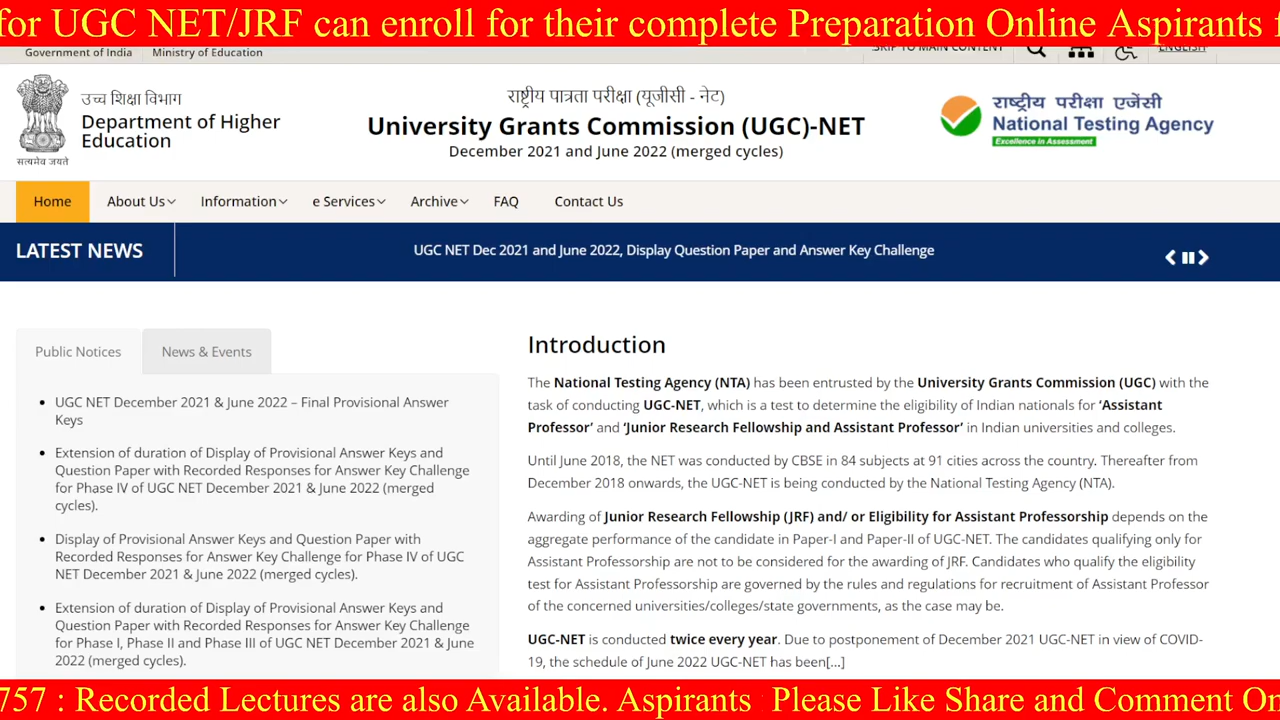 for UGC NET/JRF can enroll for their complete Preparation Online Aspirants f
Government of India Ministry of Education
SKIP TO MAIN CONTENT ENGLISH
उच्च शिक्षा विभाग
Department of Higher
Education
सत्यमेव जयते
राष्ट्रीय पात्रता परीक्षा (यूजीसी - नेट)
University Grants Commission (UGC)-NET
December 2021 and June 2022 (merged cycles)
राष्ट्रीय परीक्षा एजेंसी
National Testing Agency
Excellence in Assessment
Home About Us Information e Services Archive FAQ Contact Us
LATEST NEWS
UGC NET Dec 2021 and June 2022, Display Question Paper and Answer Key Challenge
Public Notices News & Events
UGC NET December 2021 & June 2022 – Final Provisional Answer
Keys
Extension of duration of Display of Provisional Answer Keys and
Question Paper with Recorded Responses for Answer Key Challenge
for Phase IV of UGC NET December 2021 & June 2022 (merged
cycles).
Display of Provisional Answer Keys and Question Paper with
Recorded Responses for Answer Key Challenge for Phase IV of UGC
NET December 2021 & June 2022 (merged cycles).
Extension of duration of Display of Provisional Answer Keys and
Question Paper with Recorded Responses for Answer Key Challenge
for Phase I, Phase II and Phase III of UGC NET December 2021 & June
2022 (merged cycles).
Introduction
The National Testing Agency (NTA) has been entrusted by the University Grants Commission (UGC) with the
task of conducting UGC-NET, which is a test to determine the eligibility of Indian nationals for ‘Assistant
Professor’ and ‘Junior Research Fellowship and Assistant Professor’ in Indian universities and colleges.
Until June 2018, the NET was conducted by CBSE in 84 subjects at 91 cities across the country. Thereafter from
December 2018 onwards, the UGC-NET is being conducted by the National Testing Agency (NTA).
Awarding of Junior Research Fellowship (JRF) and/ or Eligibility for Assistant Professorship depends on the
aggregate performance of the candidate in Paper-I and Paper-II of UGC-NET. The candidates qualifying only for
Assistant Professorship are not to be considered for the awarding of JRF. Candidates who qualify the eligibility
test for Assistant Professorship are governed by the rules and regulations for recruitment of Assistant Professor
of the concerned universities/colleges/state governments, as the case may be.
UGC-NET is conducted twice every year. Due to postponement of December 2021 UGC-NET in view of COVID-
19, the schedule of June 2022 UGC-NET has been[...]
757 : Recorded Lectures are also Available. Aspirants Please Like Share and Comment On